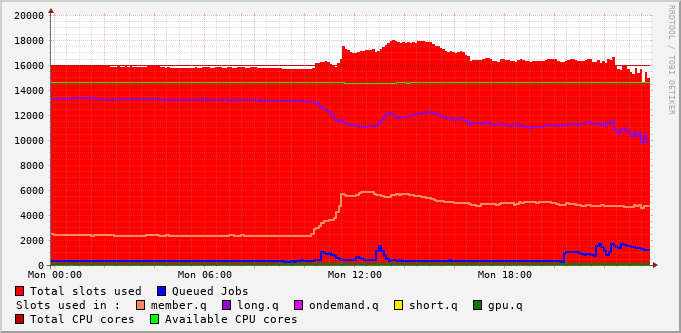 20000
18000
16000
14000
12000
10000
8000
6000
4000
2000
0
Mon 00:00 Mon 06:00 Mon 12:00 Mon 18:00
Total slots used Queued Jobs
Slots used in : member.q long.q ondemand.q short.q gpu.q
Total CPU cores Available CPU cores
RRDTOOL / TOBI OETIKER